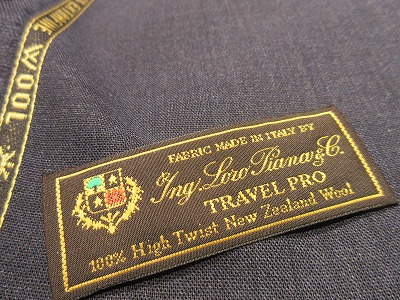 FABRIC MADE IN ITALY BY
Ing. Loro Piana & C.
TRAVEL PRO
100% High Twist New Zealand Wool
WOOL